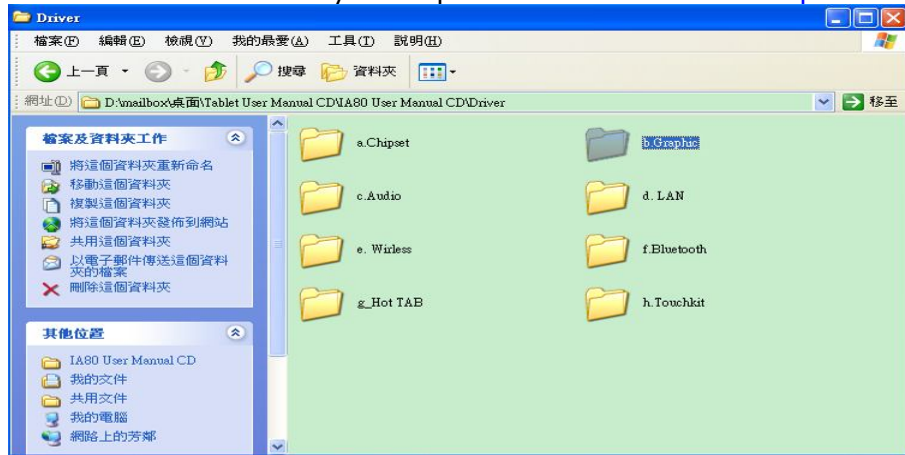 Driver
檔案(F) 編輯(E) 檢視(V) 我的最愛(A) 工具(T) 說明(H)
上一頁 搜尋 資料夾
網址(D) D:\mailbox\桌面\Tablet User Manual CD\IA80 User Manual CD\Driver 移至
檔案及資料夾工作
將這個資料夾重新命名
移動這個資料夾
複製這個資料夾
將這個資料夾發佈到網站
共用這個資料夾
以電子郵件傳送這個資料
夾的檔案
刪除這個資料夾
其他位置
IA80 User Manual CD
我的文件
共用文件
我的電腦
網路上的芳鄰
a.Chipset b.Graphic
c.Audio d. LAN
e. Wirless f.Bluetooth
g_Hot TAB h.Touchkit